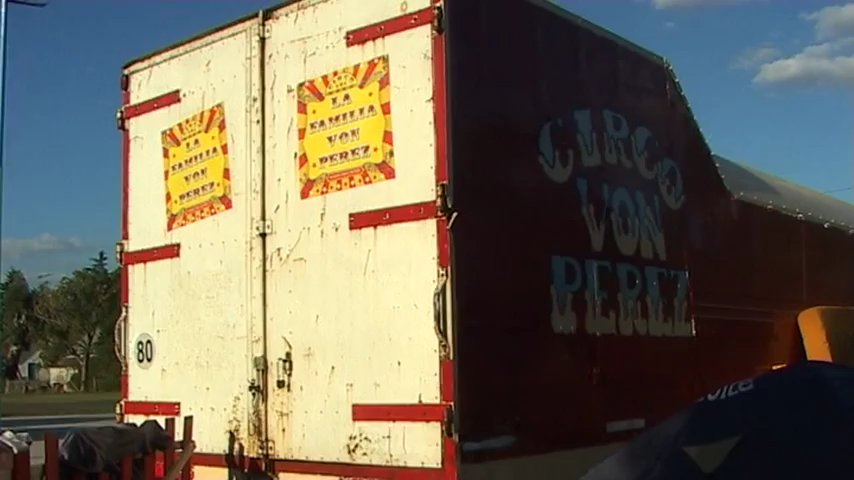 LA
FAMILIA
VON
PEREZ
LA
FAMILIA
VON
PEREZ
CIRCO
VON
PEREZ
80